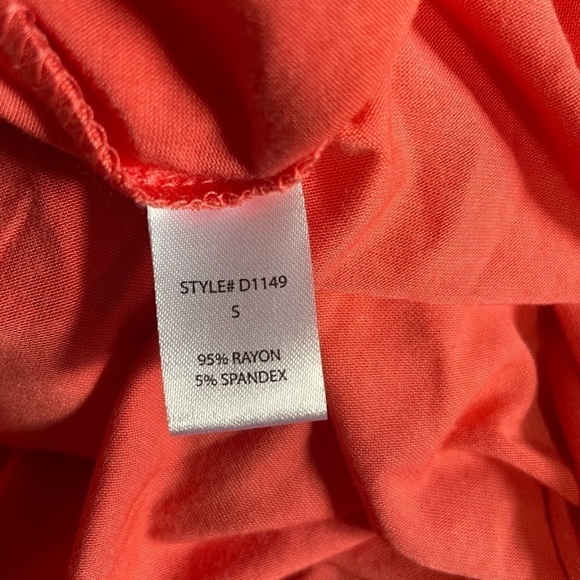 STYLE# D1149
S
95% RAYON
5% SPANDEX